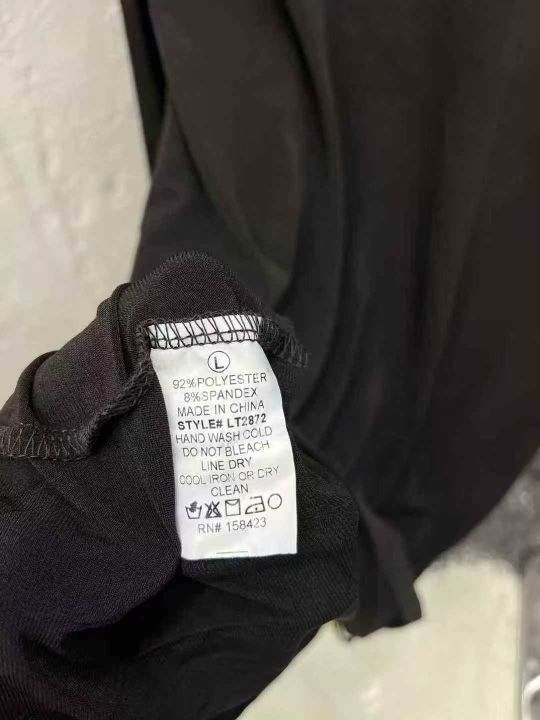 L
92%POLYESTER
8%SPANDEX
MADE IN CHINA
STYLE# LT2872
HAND WASH COLD
DO NOT BLEACH
LINE DRY
COOL IRON OR DRY
CLEAN
RN# 158423